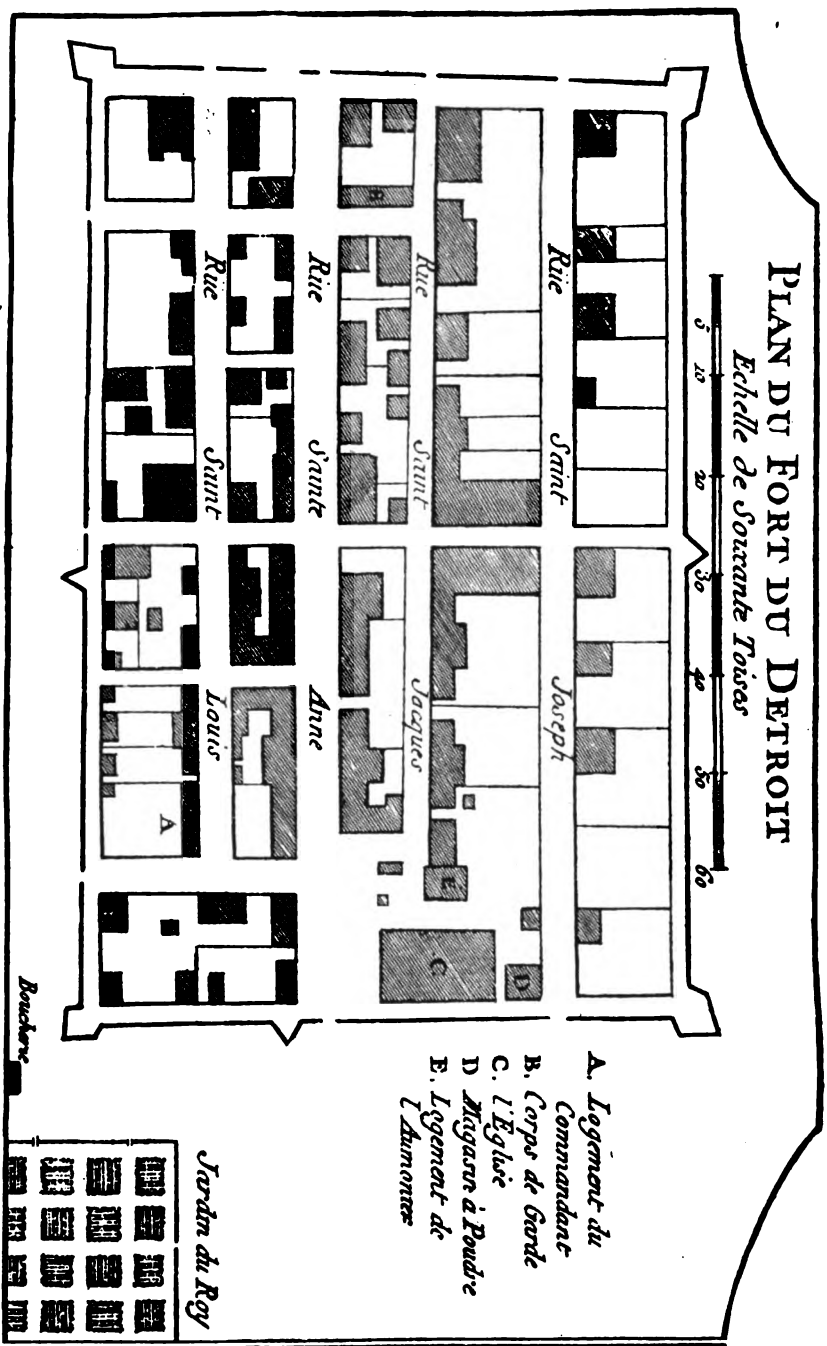 PLAN DU FORT DU DETROIT
Echelle de Soixante Toises
5 10 20 30 40 50 60
Rüe Saint Joseph
Rüe Saint Jacques
Rüe Sainte Anne
Rüe Saint Louis
A
B
C
D
E
A. Logement du
Commandant
B. Corps de Garde
C. l'Eglise
D Magasin à Poudre
E. Logement de
l'Aumonier
Jardin du Roy
Boucherie